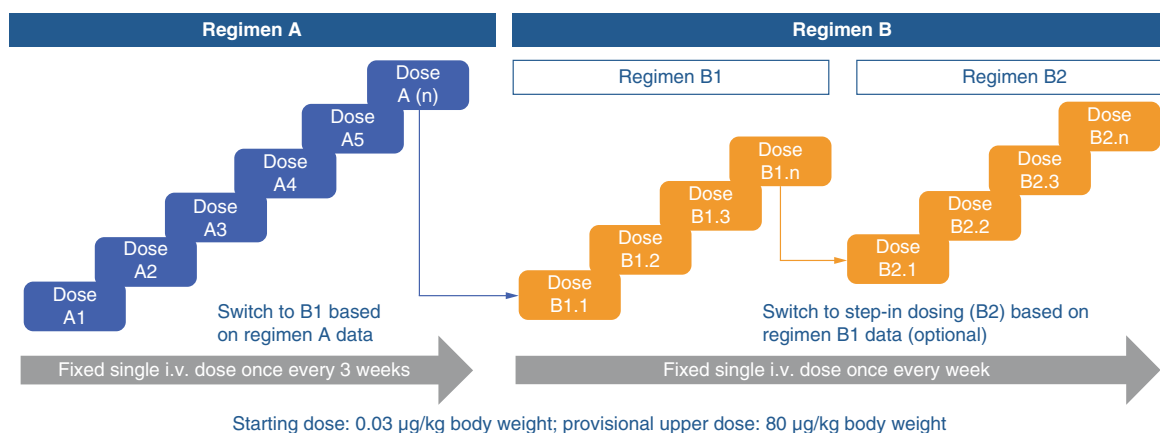 Regimen A
Dose
A (n)
Dose
A5
Dose
A4
Dose
A3
Dose
A2
Dose
A1
Switch to B1 based
on regimen A data
Fixed single i.v. dose once every 3 weeks
Regimen B
Regimen B1
Dose
B1.n
Dose
B1.3
Dose
B1.2
Dose
B1.1
Regimen B2
Dose
B2.n
Dose
B2.3
Dose
B2.2
Dose
B2.1
Switch to step-in dosing (B2) based on
regimen B1 data (optional)
Fixed single i.v. dose once every week
Starting dose: 0.03 µg/kg body weight; provisional upper dose: 80 µg/kg body weight